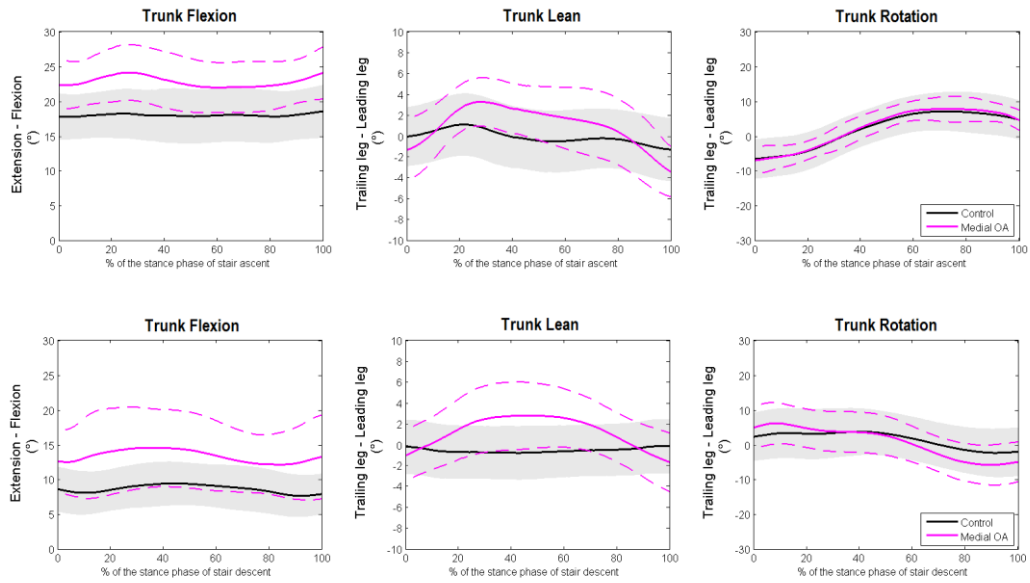 Trunk Flexion
Extension - Flexion
(°)
30
25
20
15
10
5
0
0 20 40 60 80 100
% of the stance phase of stair ascent
Trunk Lean
Trailing leg - Leading leg
(°)
10
8
6
4
2
0
-2
-4
-6
-8
-10
0 20 40 60 80 100
% of the stance phase of stair ascent
Trunk Rotation
Trailing leg - Leading leg
(°)
30
20
10
0
-10
-20
-30
0 20 40 60 80 100
% of the stance phase of stair ascent
Control
Medial OA
Trunk Flexion
Extension - Flexion
(°)
30
25
20
15
10
5
0
0 20 40 60 80 100
% of the stance phase of stair descent
Trunk Lean
Trailing leg - Leading leg
(°)
10
8
6
4
2
0
-2
-4
-6
-8
-10
0 20 40 60 80 100
% of the stance phase of stair descent
Trunk Rotation
Trailing leg - Leading leg
(°)
30
20
10
0
-10
-20
-30
0 20 40 60 80 100
% of the stance phase of stair descent
Control
Medial OA